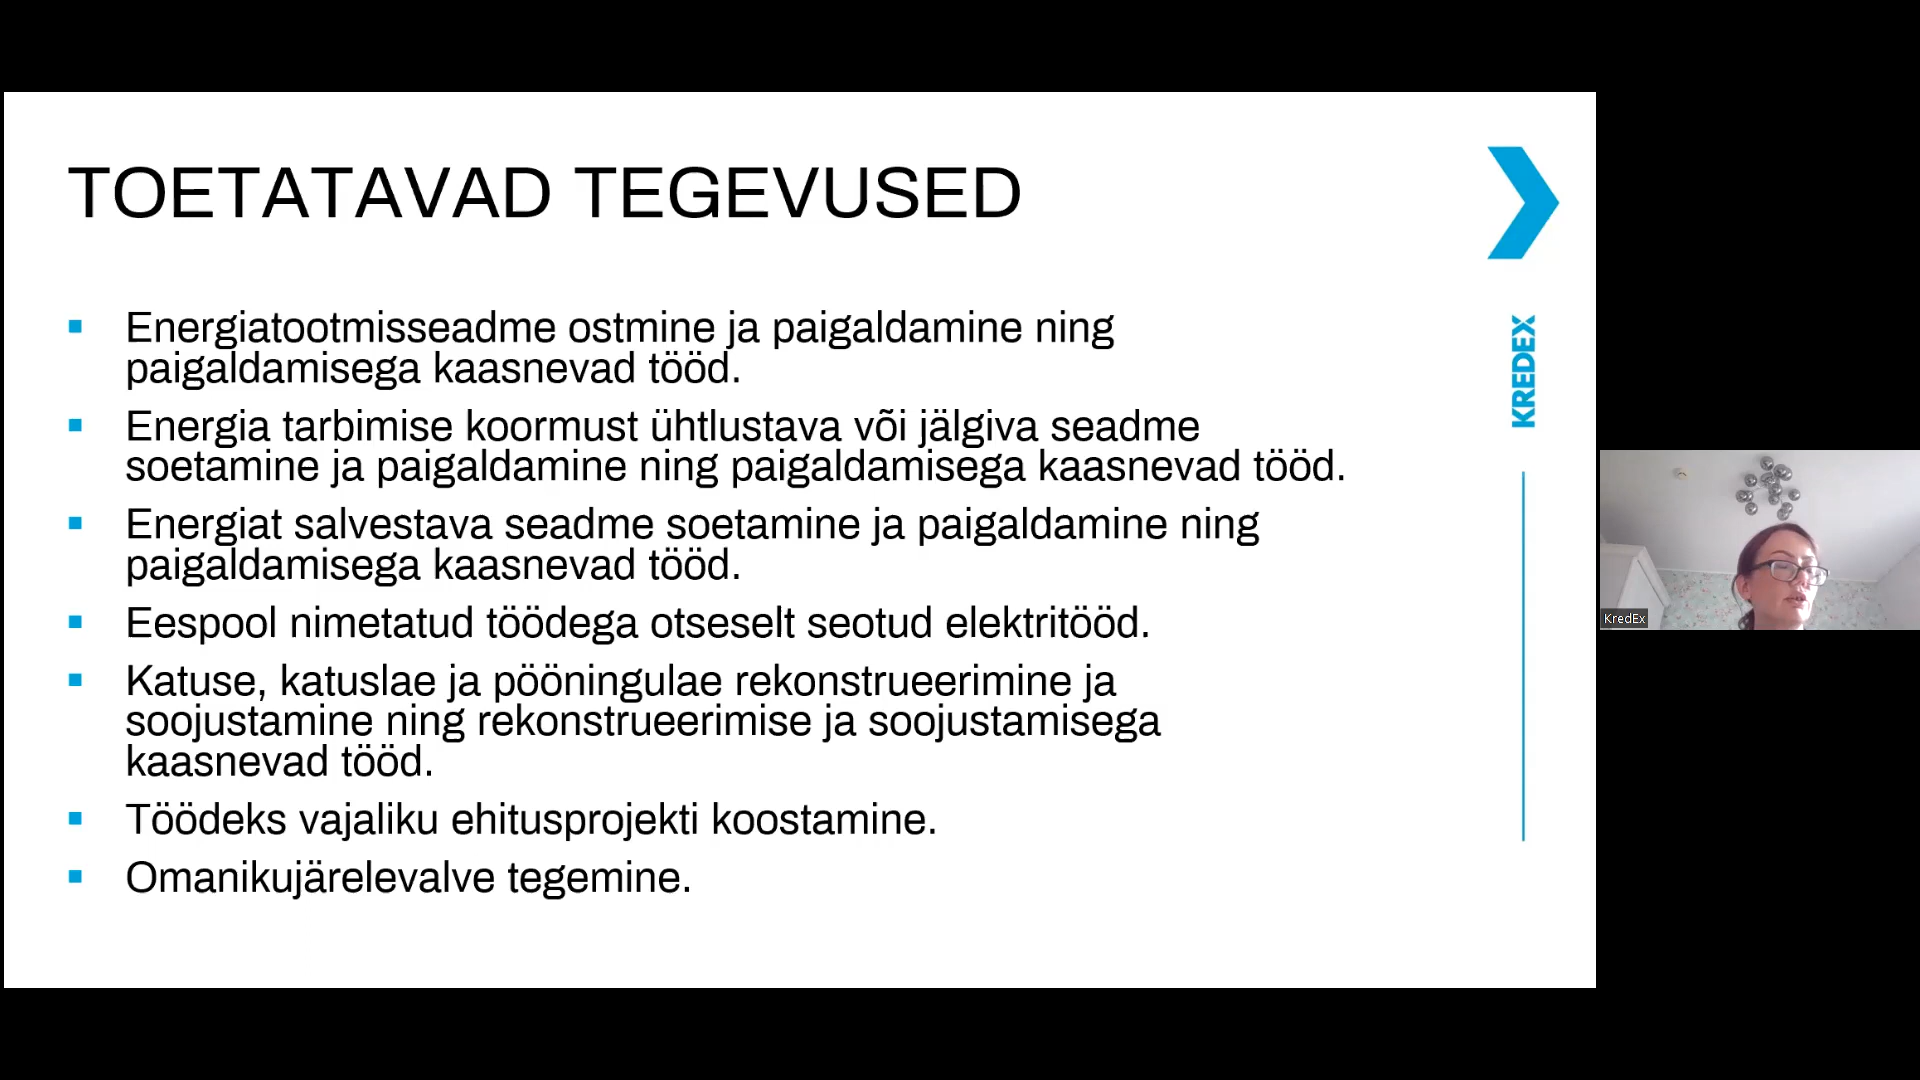 TOETATAVAD TEGEVUSED
Energiatootmisseadme ostmine ja paigaldamine ning
paigaldamisega kaasnevad tööd.
Energia tarbimise koormust ühtlustava või jälgiva seadme
soetamine ja paigaldamine ning paigaldamisega kaasnevad tööd.
Energiat salvestava seadme soetamine ja paigaldamine ning
paigaldamisega kaasnevad tööd.
Eespool nimetatud töödega otseselt seotud elektritööd.
Katuse, katuslae ja pööningulae rekonstrueerimine ja
soojustamine ning rekonstrueerimise ja soojustamisega
kaasnevad tööd.
Töödeks vajaliku ehitusprojekti koostamine.
Omanikujärelevalve tegemine.
KREDEX
KredEx